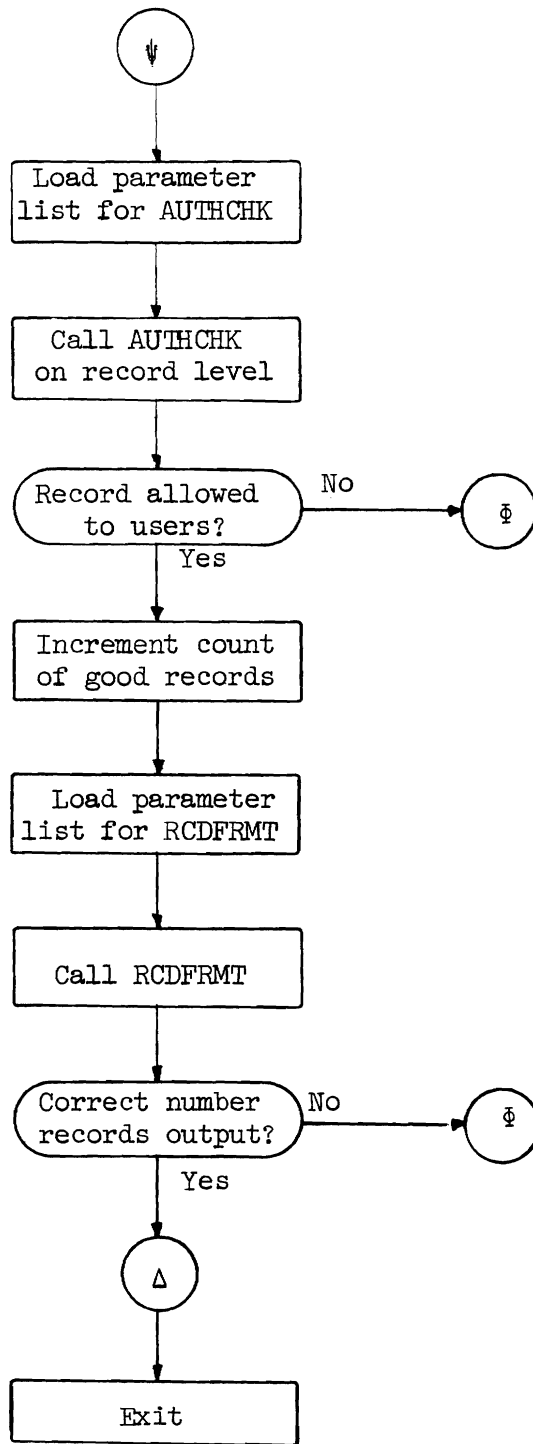 ψ
Load parameter
list for AUTHCHK
Call AUTHCHK
on record level
Record allowed
to users?
No
Φ
Yes
Increment count
of good records
Load parameter
list for RCDFRMT
Call RCDFRMT
Correct number
records output?
No
Φ
Yes
Δ
Exit